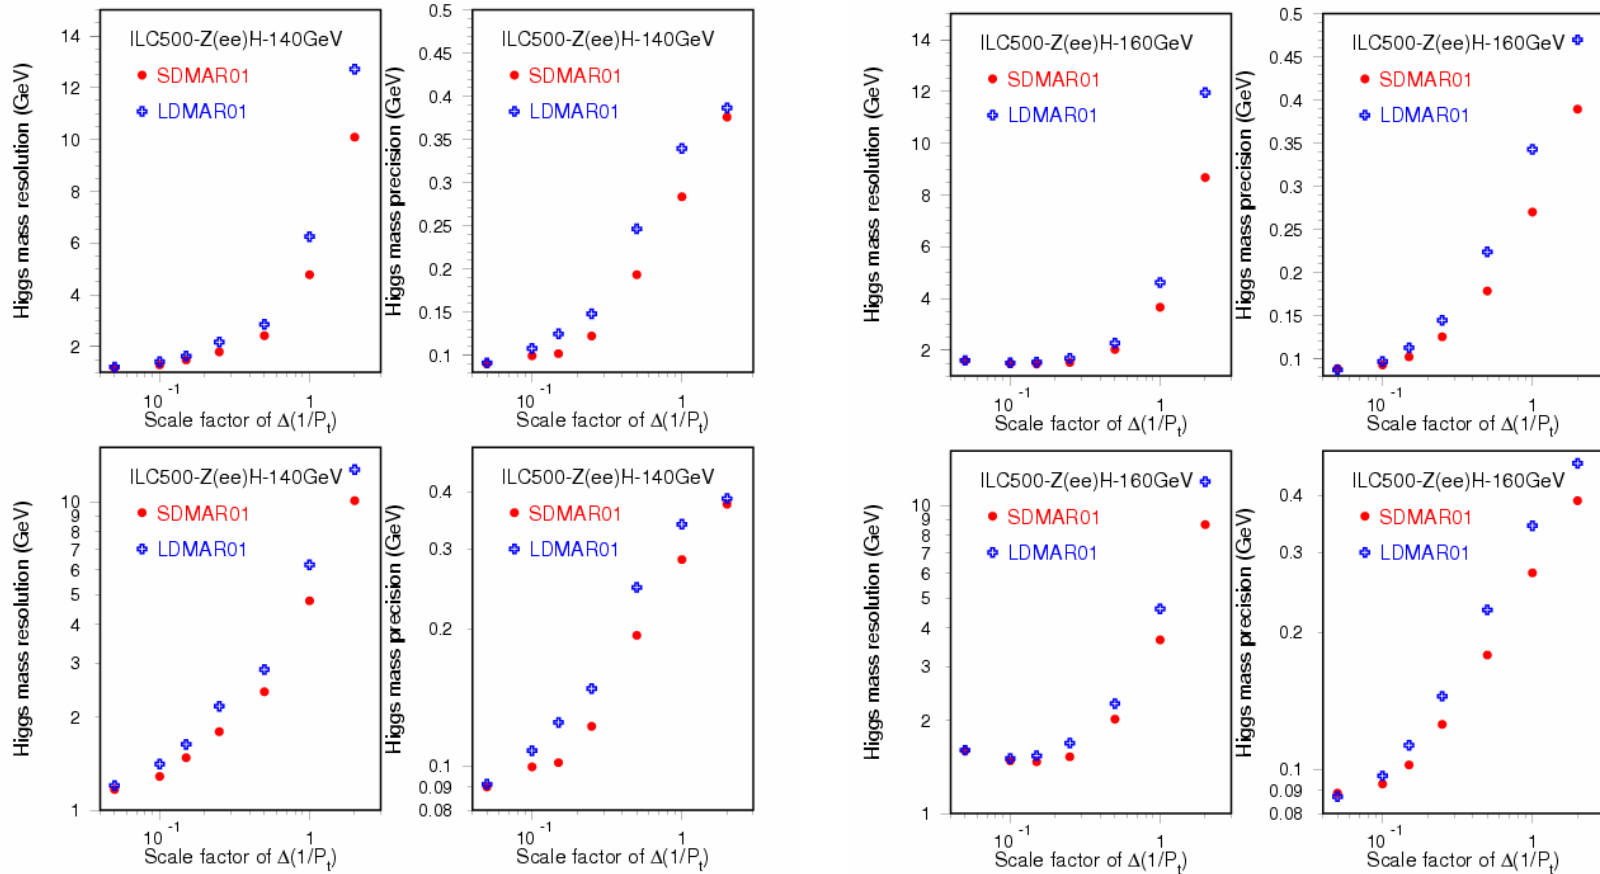 ILC500-Z(ee)H-140GeV
SDMAR01
LDMAR01
Higgs mass resolution (GeV)
14
12
10
8
6
4
2
10⁻¹
1
Scale factor of Δ(1/Pₜ)
ILC500-Z(ee)H-140GeV
SDMAR01
LDMAR01
Higgs mass precision (GeV)
0.5
0.45
0.4
0.35
0.3
0.25
0.2
0.15
0.1
10⁻¹
1
Scale factor of Δ(1/Pₜ)
ILC500-Z(ee)H-160GeV
SDMAR01
LDMAR01
Higgs mass resolution (GeV)
14
12
10
8
6
4
2
10⁻¹
1
Scale factor of Δ(1/Pₜ)
ILC500-Z(ee)H-160GeV
SDMAR01
LDMAR01
Higgs mass precision (GeV)
0.5
0.45
0.4
0.35
0.3
0.25
0.2
0.15
0.1
10⁻¹
1
Scale factor of Δ(1/Pₜ)
ILC500-Z(ee)H-140GeV
SDMAR01
LDMAR01
Higgs mass resolution (GeV)
10
9
8
7
6
5
4
3
2
1
10⁻¹
1
Scale factor of Δ(1/Pₜ)
ILC500-Z(ee)H-140GeV
SDMAR01
LDMAR01
Higgs mass precision (GeV)
0.4
0.3
0.2
0.1
0.09
0.08
10⁻¹
1
Scale factor of Δ(1/Pₜ)
ILC500-Z(ee)H-160GeV
SDMAR01
LDMAR01
Higgs mass resolution (GeV)
10
9
8
7
6
5
4
3
2
1
10⁻¹
1
Scale factor of Δ(1/Pₜ)
ILC500-Z(ee)H-160GeV
SDMAR01
LDMAR01
Higgs mass precision (GeV)
0.4
0.3
0.2
0.1
0.09
0.08
10⁻¹
1
Scale factor of Δ(1/Pₜ)